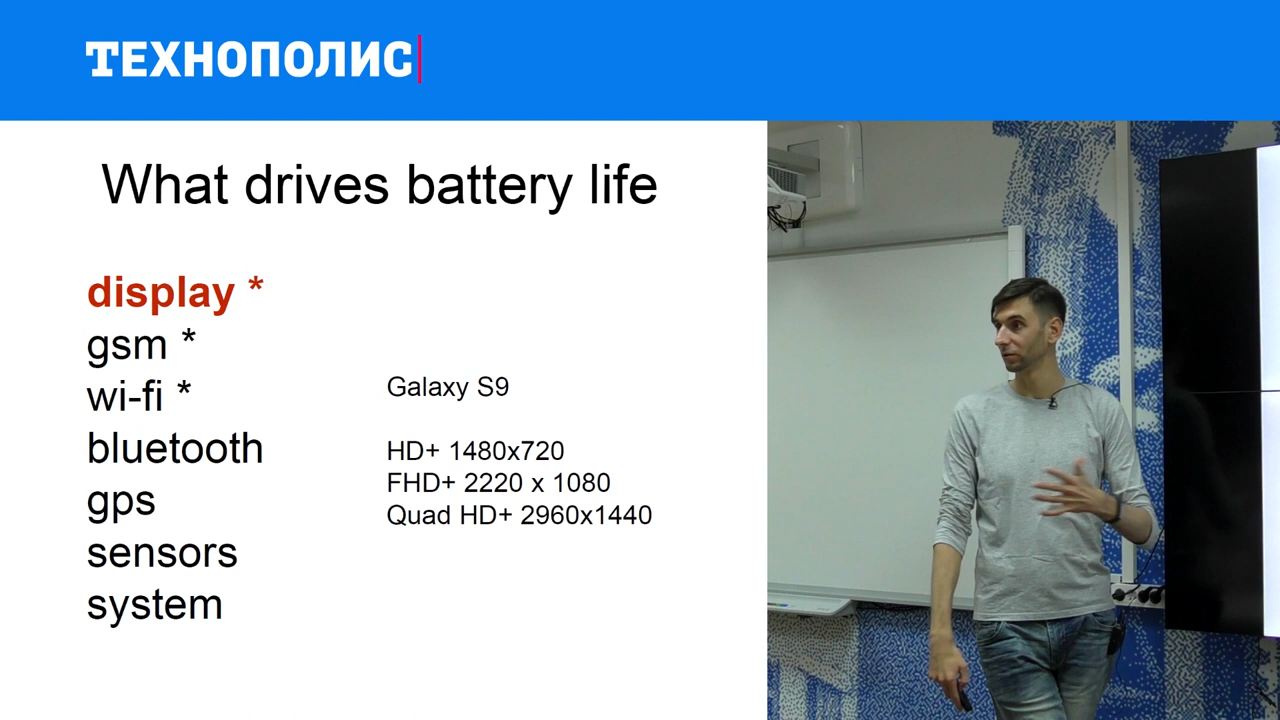 ТЕХНОПОЛИС
What drives battery life
display *
gsm *
wi-fi *
bluetooth
gps
sensors
system
Galaxy S9
HD+ 1480x720
FHD+ 2220 x 1080
Quad HD+ 2960x1440